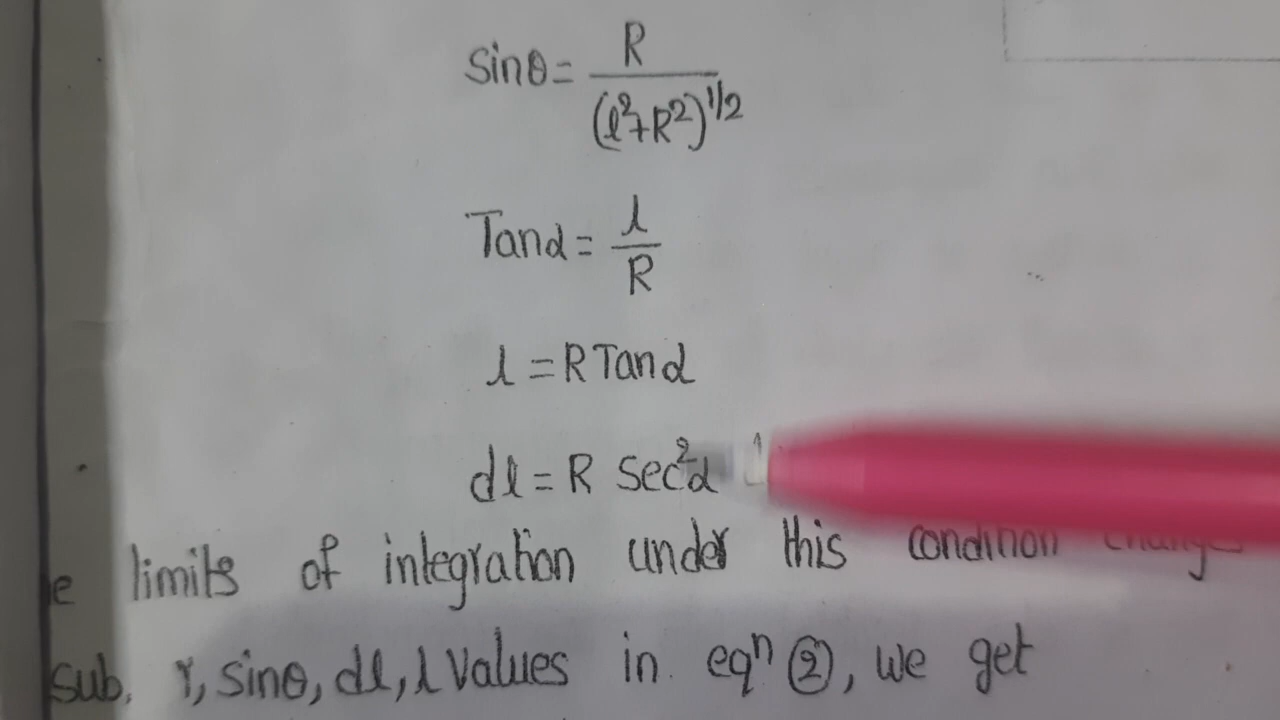 Sinθ = R / (l²+R²)^1/2
Tanα = l / R
l = R Tanα
dl = R Sec²α
limits of integration under this condition changes
sub. r, sinθ, dl, l values in eqⁿ ②, we get